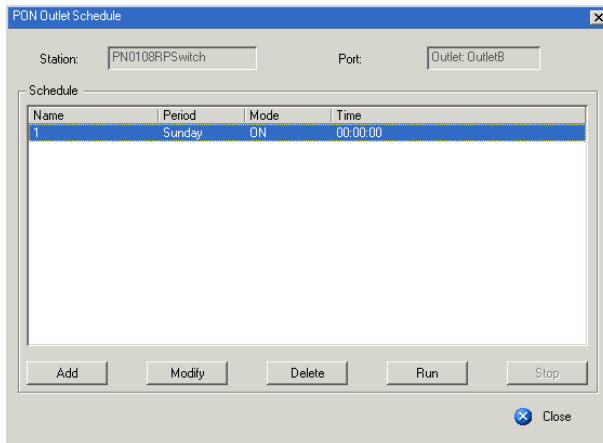 PON Outlet Schedule
Station: PN0108RPSwitch Port: Outlet: OutletB
Schedule
Name Period Mode Time
1 Sunday ON 00:00:00
Add Modify Delete Run Stop
Close